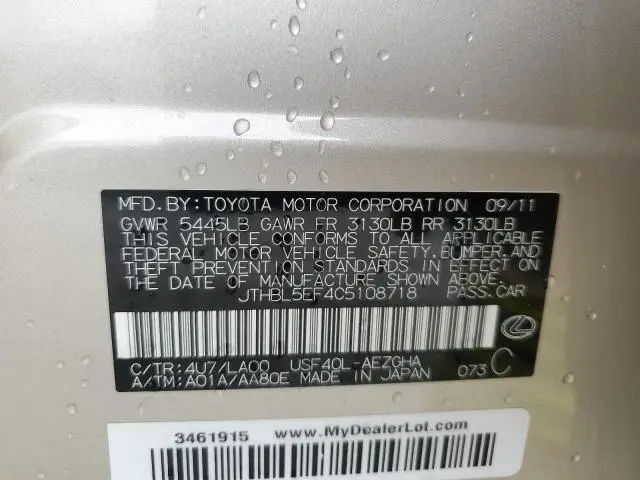 MFD.BY:TOYOTA MOTOR CORPORATION 09/11
GVWR 5445LB GAWR FR 3130LB RR 3130LB
THIS VEHICLE CONFORMS TO ALL APPLICABLE
FEDERAL MOTOR VEHICLE SAFETY,BUMPER,AND
THEFT PREVENTION STANDARDS IN EFFECT ON
THE DATE OF MANUFACTURE SHOWN ABOVE.
JTHBL5EF4C5108718 PASS.CAR
C/TR:4U7/LA00 USF40L-AEZGHA
A/TM:A01A/AA80E MADE IN JAPAN 073 C
3461915 www.MyDealerLot.com